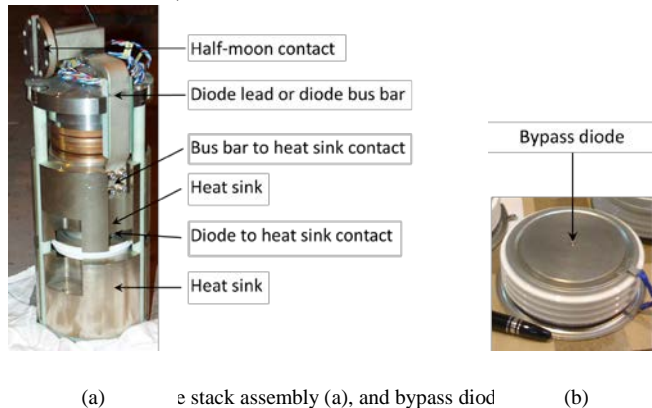 Half-moon contact
Diode lead or diode bus bar
Bus bar to heat sink contact
Heat sink
Diode to heat sink contact
Heat sink
Bypass diode
(a) stack assembly (a), and bypass (b)